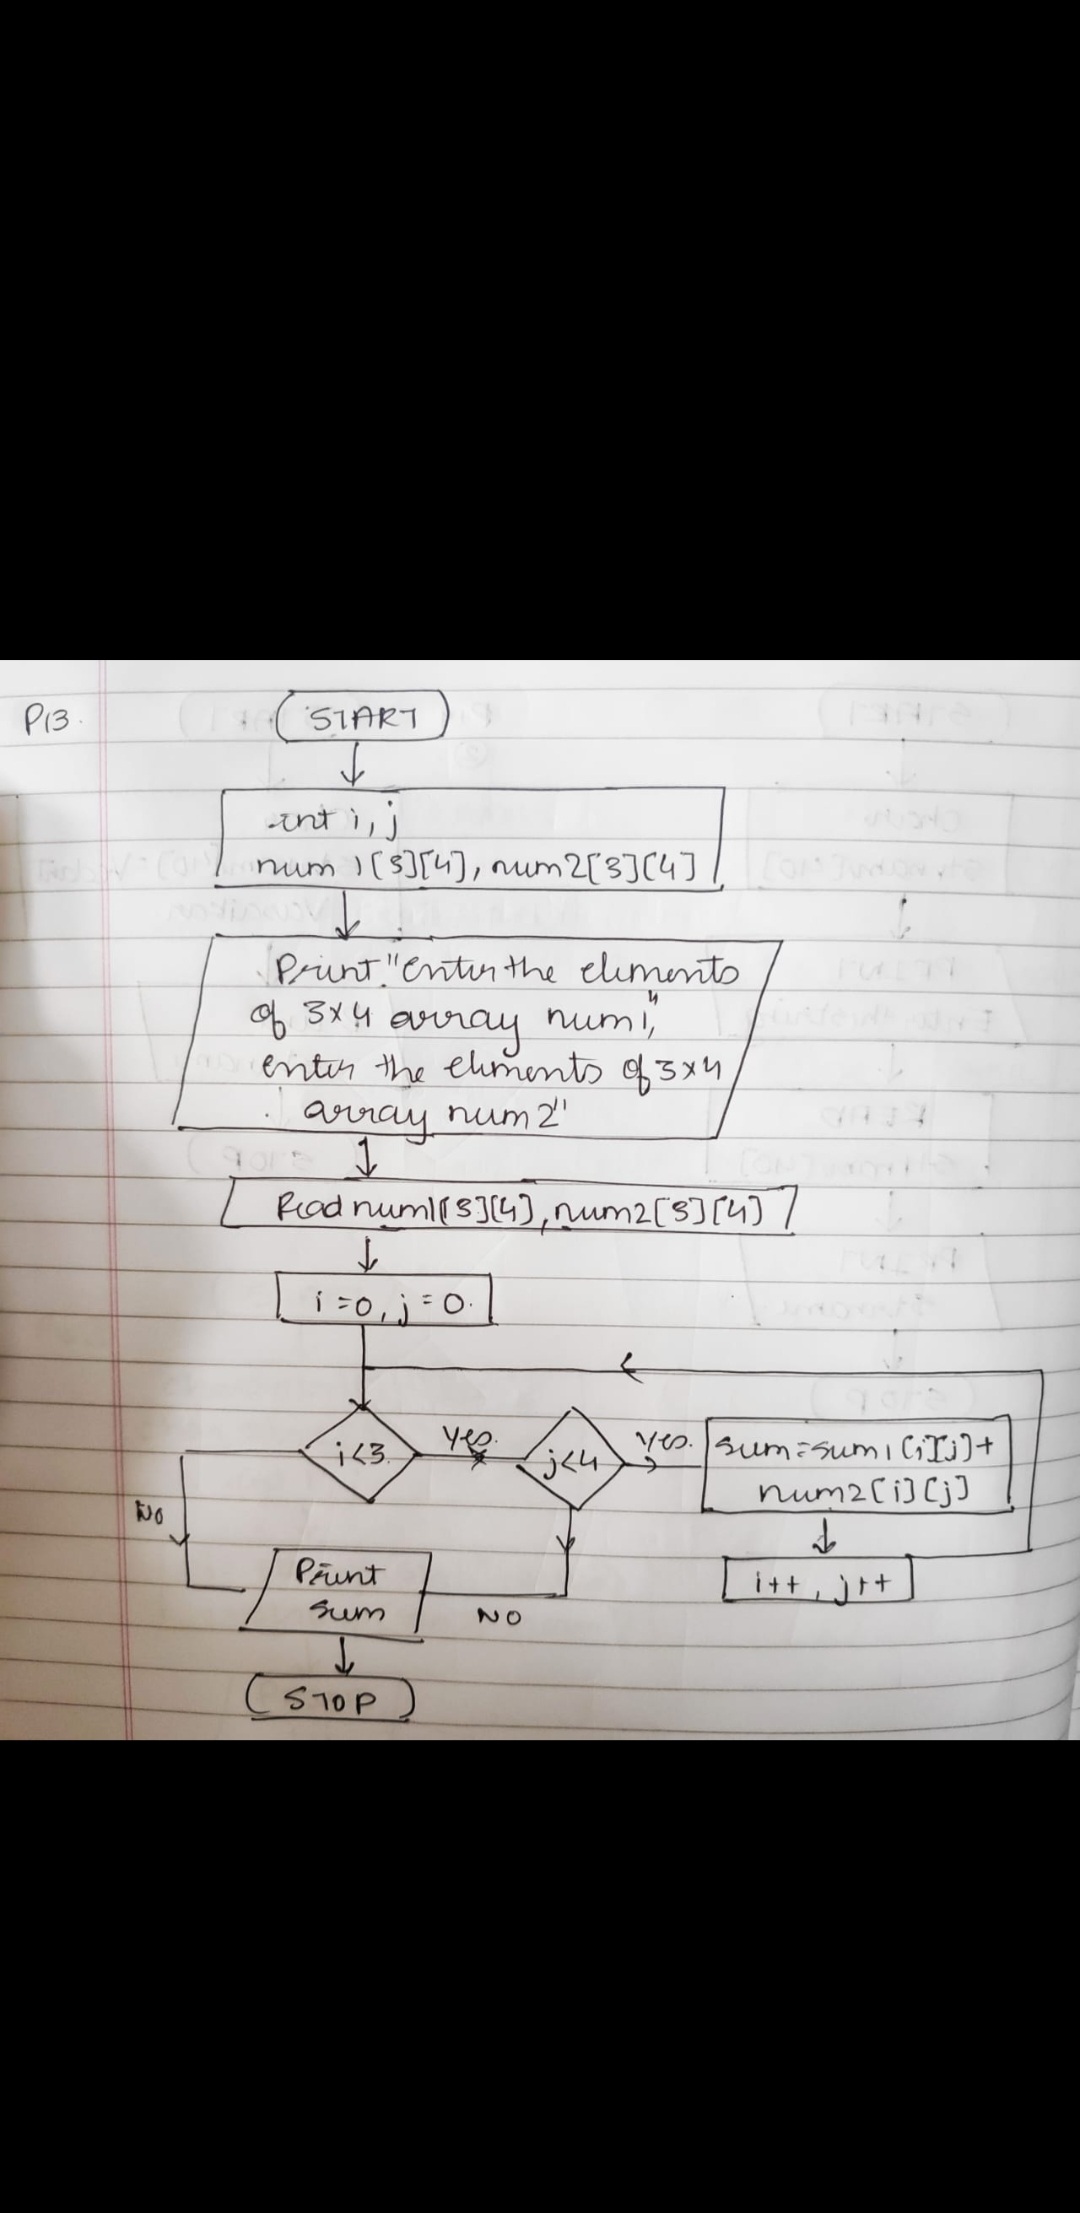 P13.
START
int i, j
num1[3][4], num2[3][4]
Print "Enter the elements
of 3x4 array num1",
enter the elements of 3x4
array num2"
Read num1[3][4], num2[3][4]
i=0, j=0.
i<3
Yes.
j<4
Yes.
sum=sum1[i][j]+
num2[i][j]
No
i++, j++
Print
sum
NO
STOP